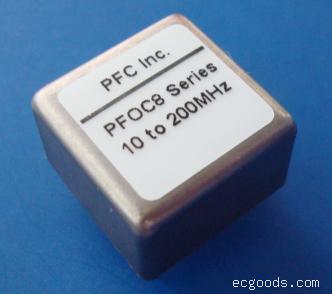 PFC Inc.
PFOC8 Series
10 to 200MHz
ecgoods.com